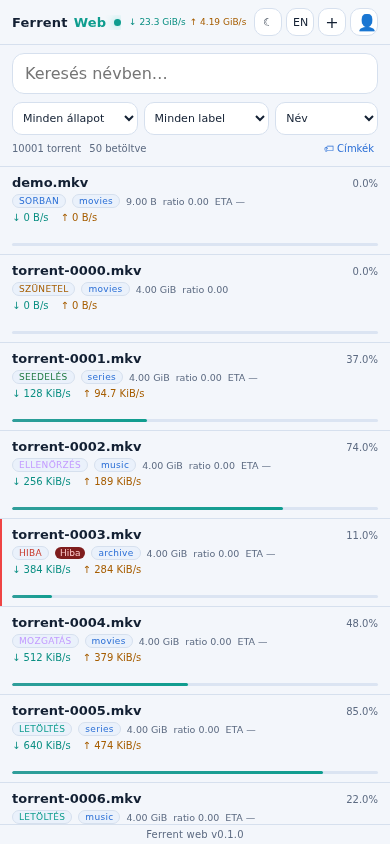 Ferrent Web ↓ 23.3 GiB/s ↑ 4.19 GiB/s EN +
Keresés névben…
Minden állapot Minden label Név
10001 torrent 50 betöltve Címkék
demo.mkv 0.0%
SORBAN movies 9.00 B ratio 0.00 ETA —
↓ 0 B/s ↑ 0 B/s
torrent-0000.mkv 0.0%
SZÜNETEL movies 4.00 GiB ratio 0.00
↓ 0 B/s ↑ 0 B/s
torrent-0001.mkv 37.0%
SEEDELÉS series 4.00 GiB ratio 0.00 ETA —
↓ 128 KiB/s ↑ 94.7 KiB/s
torrent-0002.mkv 74.0%
ELLENŐRZÉS music 4.00 GiB ratio 0.00 ETA —
↓ 256 KiB/s ↑ 189 KiB/s
torrent-0003.mkv 11.0%
HIBA Hiba archive 4.00 GiB ratio 0.00 ETA —
↓ 384 KiB/s ↑ 284 KiB/s
torrent-0004.mkv 48.0%
MOZGATÁS movies 4.00 GiB ratio 0.00 ETA —
↓ 512 KiB/s ↑ 379 KiB/s
torrent-0005.mkv 85.0%
LETÖLTÉS series 4.00 GiB ratio 0.00 ETA —
↓ 640 KiB/s ↑ 474 KiB/s
torrent-0006.mkv 22.0%
LETÖLTÉS music 4.00 GiB ratio 0.00 ETA —
Ferrent web v0.1.0